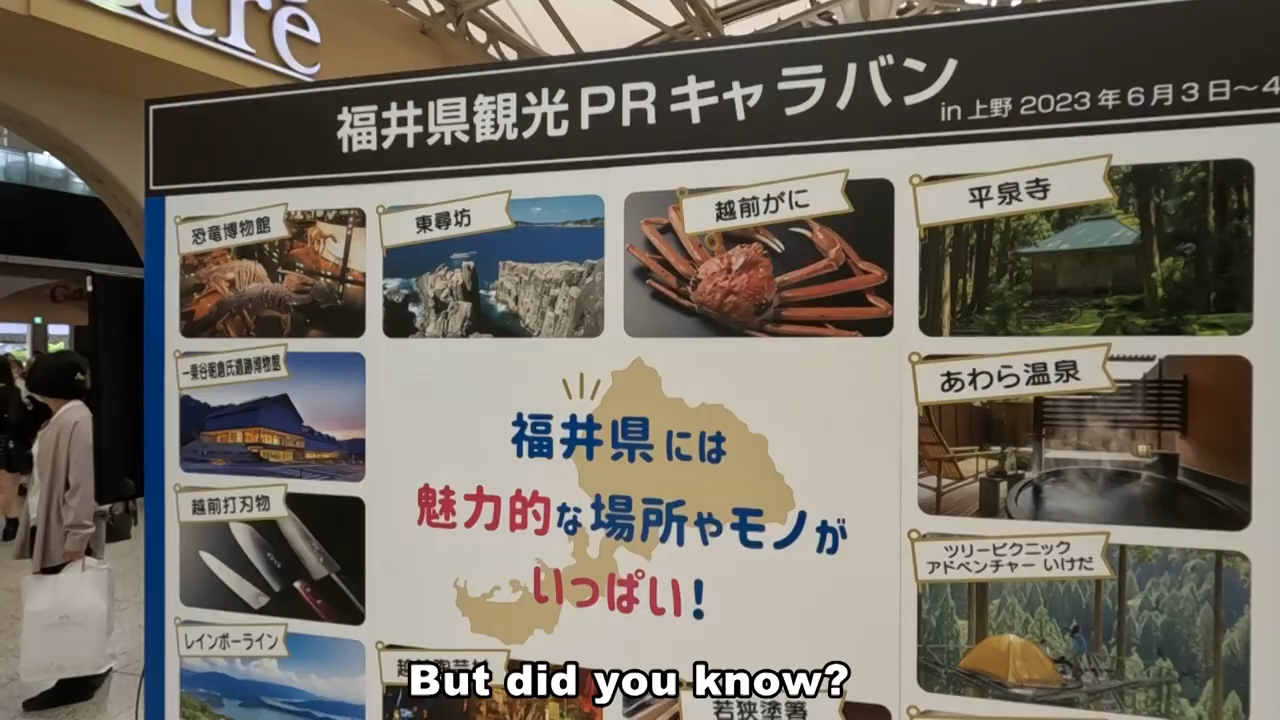 atré
福井県観光PRキャラバン
in 上野 2023年6月3日～4
恐竜博物館
東尋坊
越前がに
平泉寺
一乗谷朝倉氏遺跡博物館
あわら温泉
福井県には
魅力的な場所やモノが
いっぱい!
越前打刃物
ツリーピクニック
アドベンチャー いけだ
レインボーライン
若狭塗箸
But did you know?